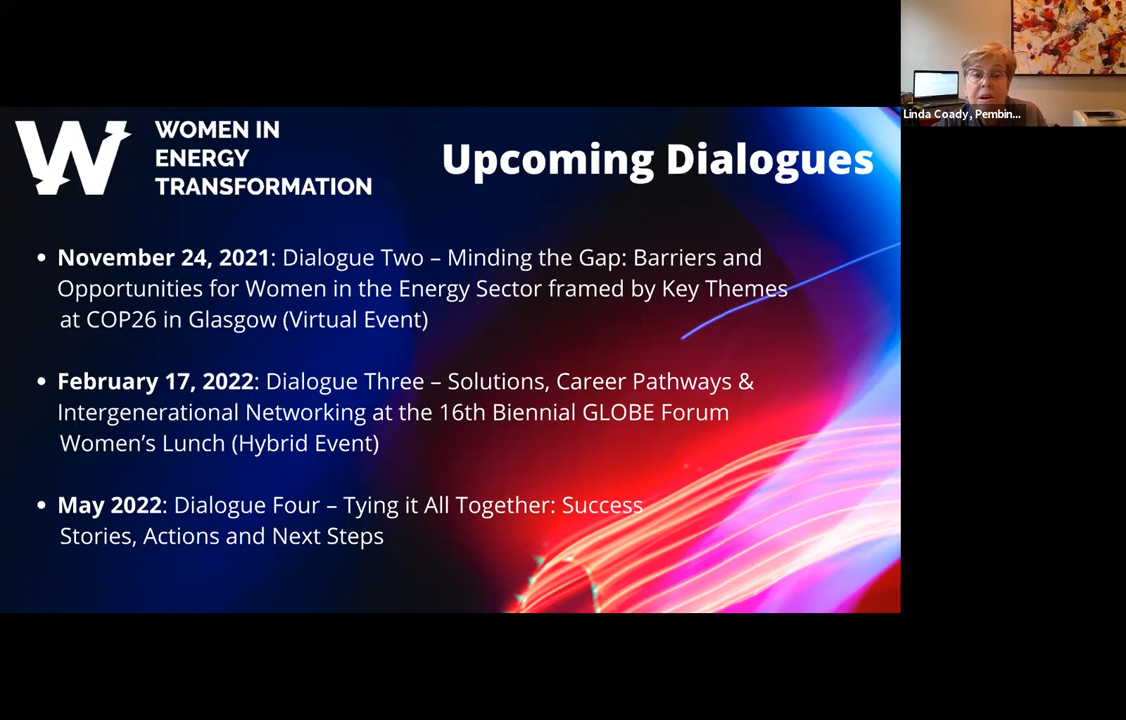 WOMEN IN
ENERGY
TRANSFORMATION
Upcoming Dialogues
• November 24, 2021: Dialogue Two – Minding the Gap: Barriers and
Opportunities for Women in the Energy Sector framed by Key Themes
at COP26 in Glasgow (Virtual Event)
• February 17, 2022: Dialogue Three – Solutions, Career Pathways &
Intergenerational Networking at the 16th Biennial GLOBE Forum
Women's Lunch (Hybrid Event)
• May 2022: Dialogue Four – Tying it All Together: Success
Stories, Actions and Next Steps
Linda Coady, Pembin...